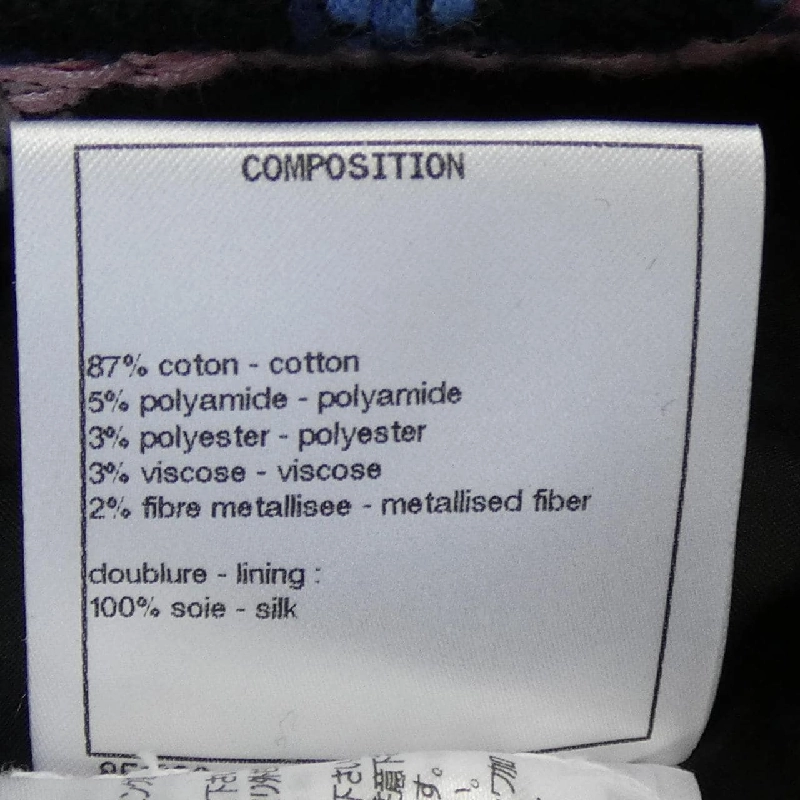 COMPOSITION
87% coton - cotton
5% polyamide - polyamide
3% polyester - polyester
3% viscose - viscose
2% fibre metallisee - metallised fiber
doublure - lining :
100% soie - silk